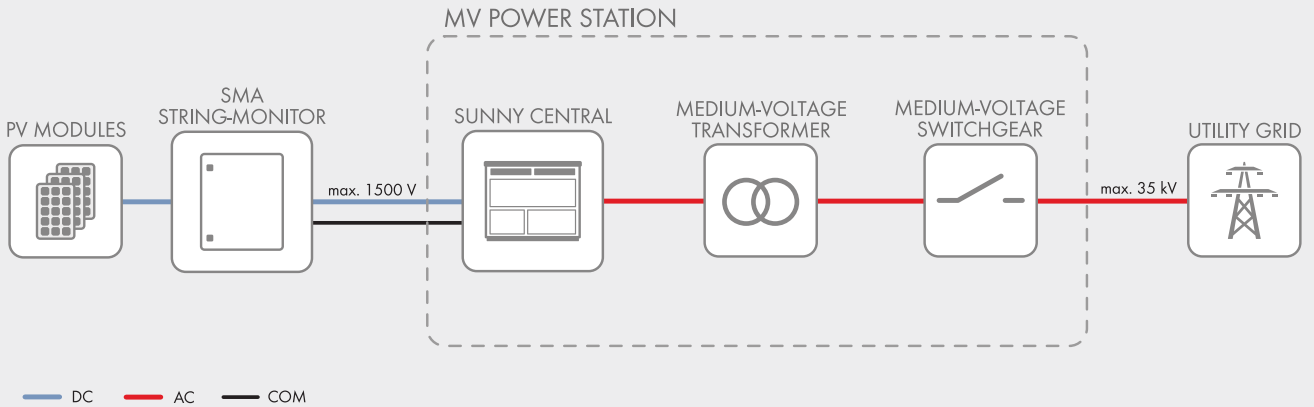 MV POWER STATION
PV MODULES
SMA
STRING-MONITOR
max. 1500 V
SUNNY CENTRAL
MEDIUM-VOLTAGE
TRANSFORMER
MEDIUM-VOLTAGE
SWITCHGEAR
max. 35 kV
UTILITY GRID
DC
AC
COM